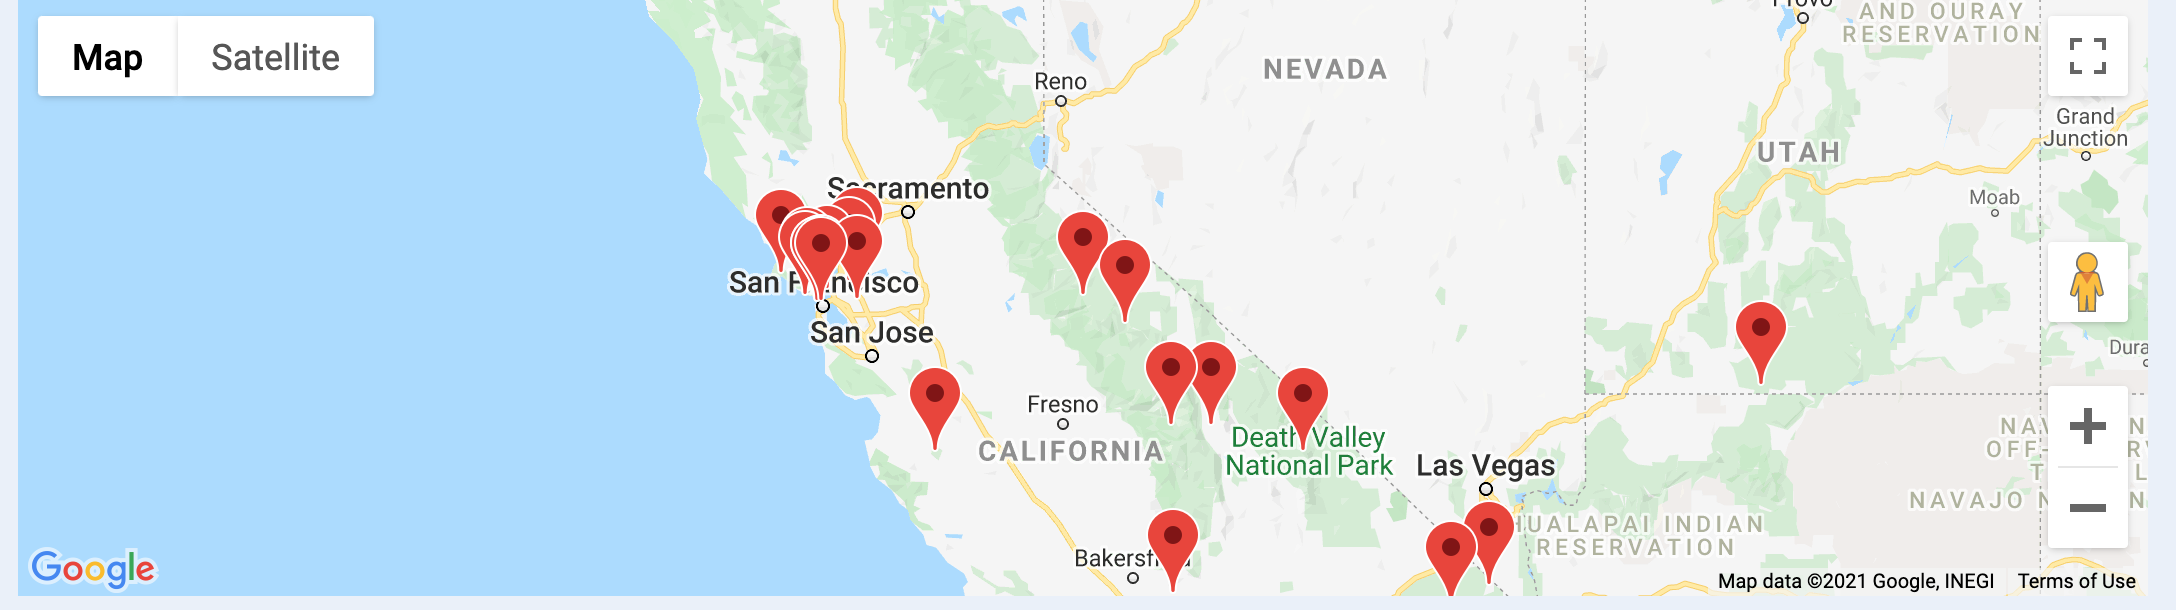 Map
Satellite
Provo
AND OURAY
RESERVATION
Reno
NEVADA
Grand
Junction
UTAH
Sacramento
Moab
San Francisco
San Jose
Fresno
CALIFORNIA
Death Valley
National Park
Las Vegas
HUALAPAI INDIAN
RESERVATION
NAVAJO N
Bakersfield
Google
Map data ©2021 Google, INEGI
Terms of Use